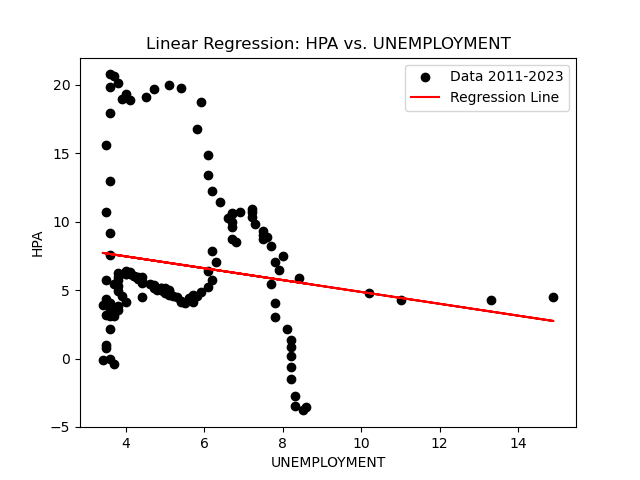 Linear Regression: HPA vs. UNEMPLOYMENT
Data 2011-2023
Regression Line
20
15
10
5
0
−5
HPA
4
6
8
10
12
14
UNEMPLOYMENT